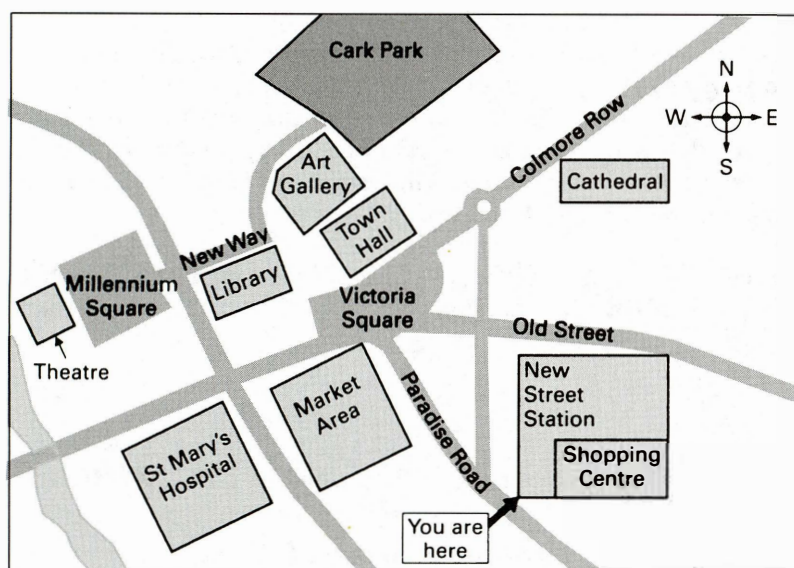 Cark Park
N
W
E
S
Colmore Row
Cathedral
Art
Gallery
Town
Hall
New Way
Library
Millennium
Square
Victoria
Square
Old Street
Theatre
New
Street
Station
Shopping
Centre
Market
Area
Paradise Road
St Mary's
Hospital
You are
here